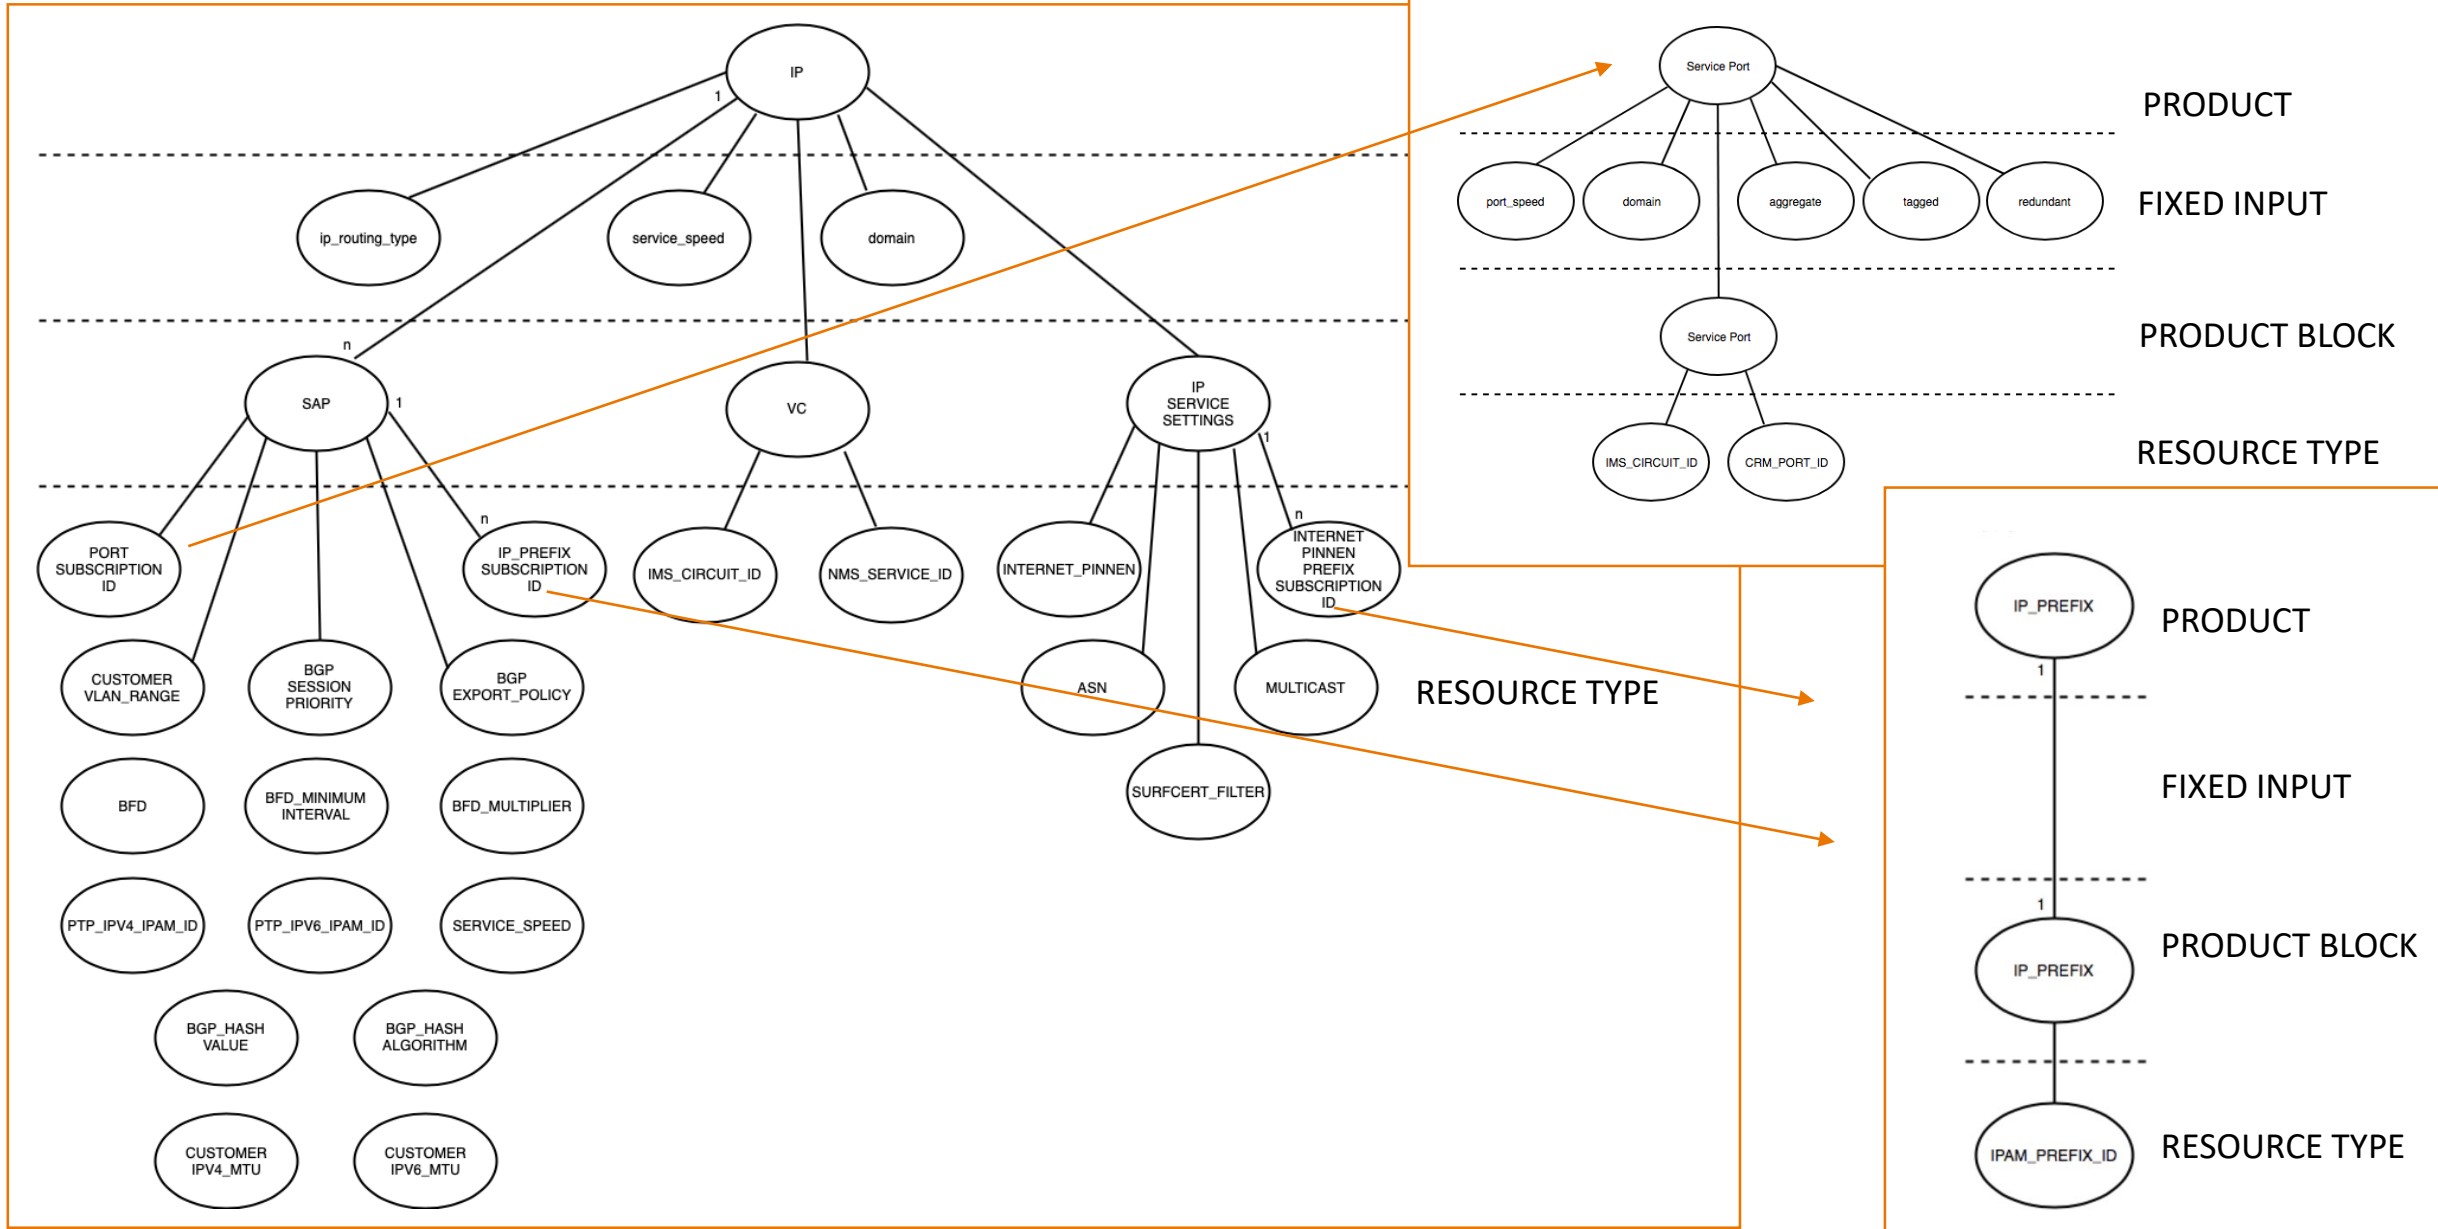 IP
1
ip_routing_type
service_speed
domain
n
SAP
1
VC
IP
SERVICE
SETTINGS
1
PORT
SUBSCRIPTION
ID
n
IP_PREFIX
SUBSCRIPTION
ID
IMS_CIRCUIT_ID
NMS_SERVICE_ID
INTERNET_PINNEN
n
INTERNET
PINNEN
PREFIX
SUBSCRIPTION
ID
CUSTOMER
VLAN_RANGE
BGP
SESSION
PRIORITY
BGP
EXPORT_POLICY
ASN
MULTICAST
RESOURCE TYPE
BFD
BFD_MINIMUM
INTERVAL
BFD_MULTIPLIER
SURFCERT_FILTER
PTP_IPV4_IPAM_ID
PTP_IPV6_IPAM_ID
SERVICE_SPEED
BGP_HASH
VALUE
BGP_HASH
ALGORITHM
CUSTOMER
IPV4_MTU
CUSTOMER
IPV6_MTU
Service Port
PRODUCT
port_speed
domain
aggregate
tagged
redundant
FIXED INPUT
Service Port
PRODUCT BLOCK
IMS_CIRCUIT_ID
CRM_PORT_ID
RESOURCE TYPE
IP_PREFIX
PRODUCT
1
FIXED INPUT
1
IP_PREFIX
PRODUCT BLOCK
IPAM_PREFIX_ID
RESOURCE TYPE